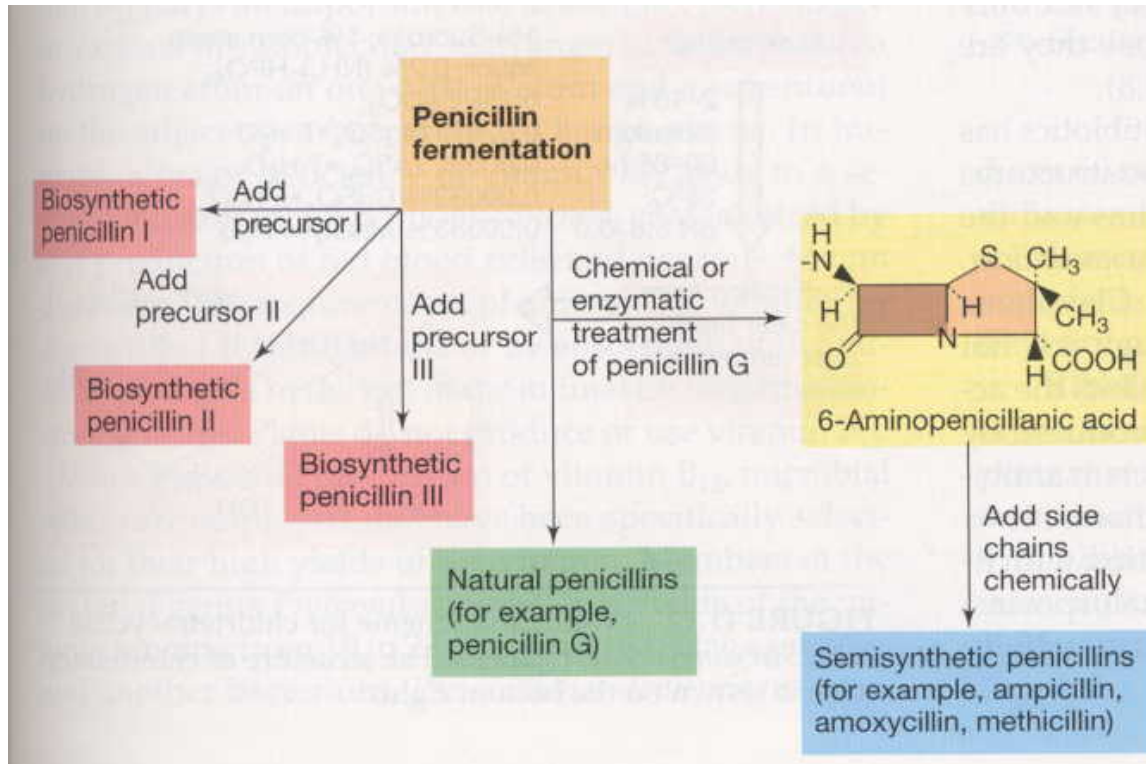 Penicillin
fermentation
Biosynthetic
penicillin I
Add
precursor I
Add
precursor II
Biosynthetic
penicillin II
Add
precursor
III
Biosynthetic
penicillin III
Natural penicillins
(for example,
penicillin G)
Chemical or
enzymatic
treatment
of penicillin G
H
-N
H
O
S
H
N
CH3
CH3
COOH
H
6-Aminopenicillanic acid
Add side
chains
chemically
Semisynthetic penicillins
(for example, ampicillin,
amoxycillin, methicillin)